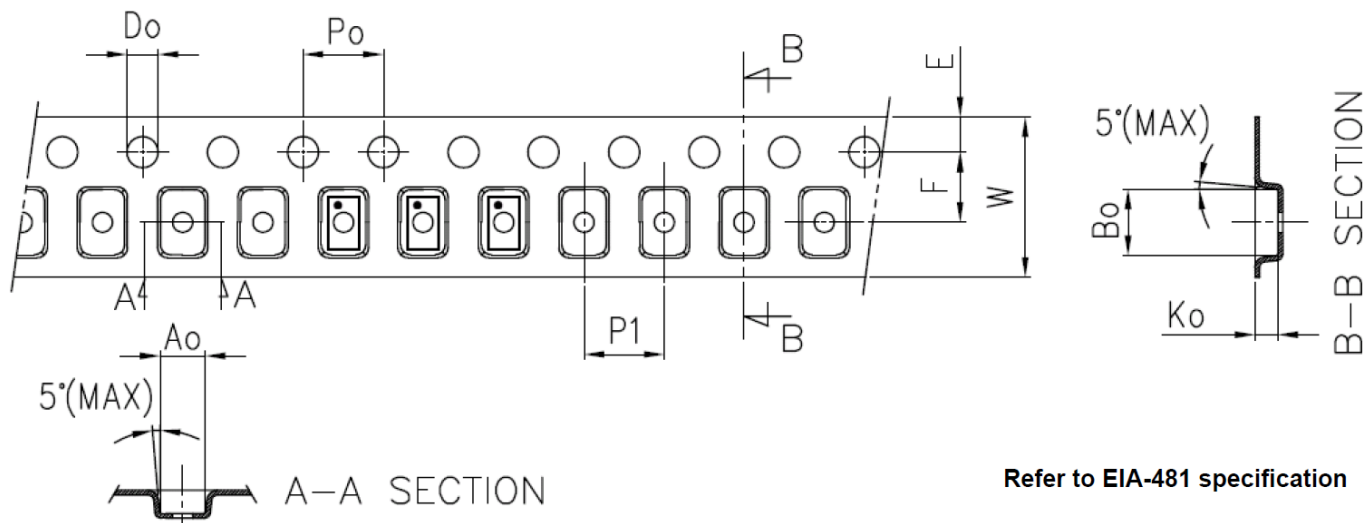 Do
Po
B
E
5°(MAX)
F
W
Bo
A
A
P1
B
Ko
B-B SECTION
Ao
5°(MAX)
A-A SECTION
Refer to EIA-481 specification